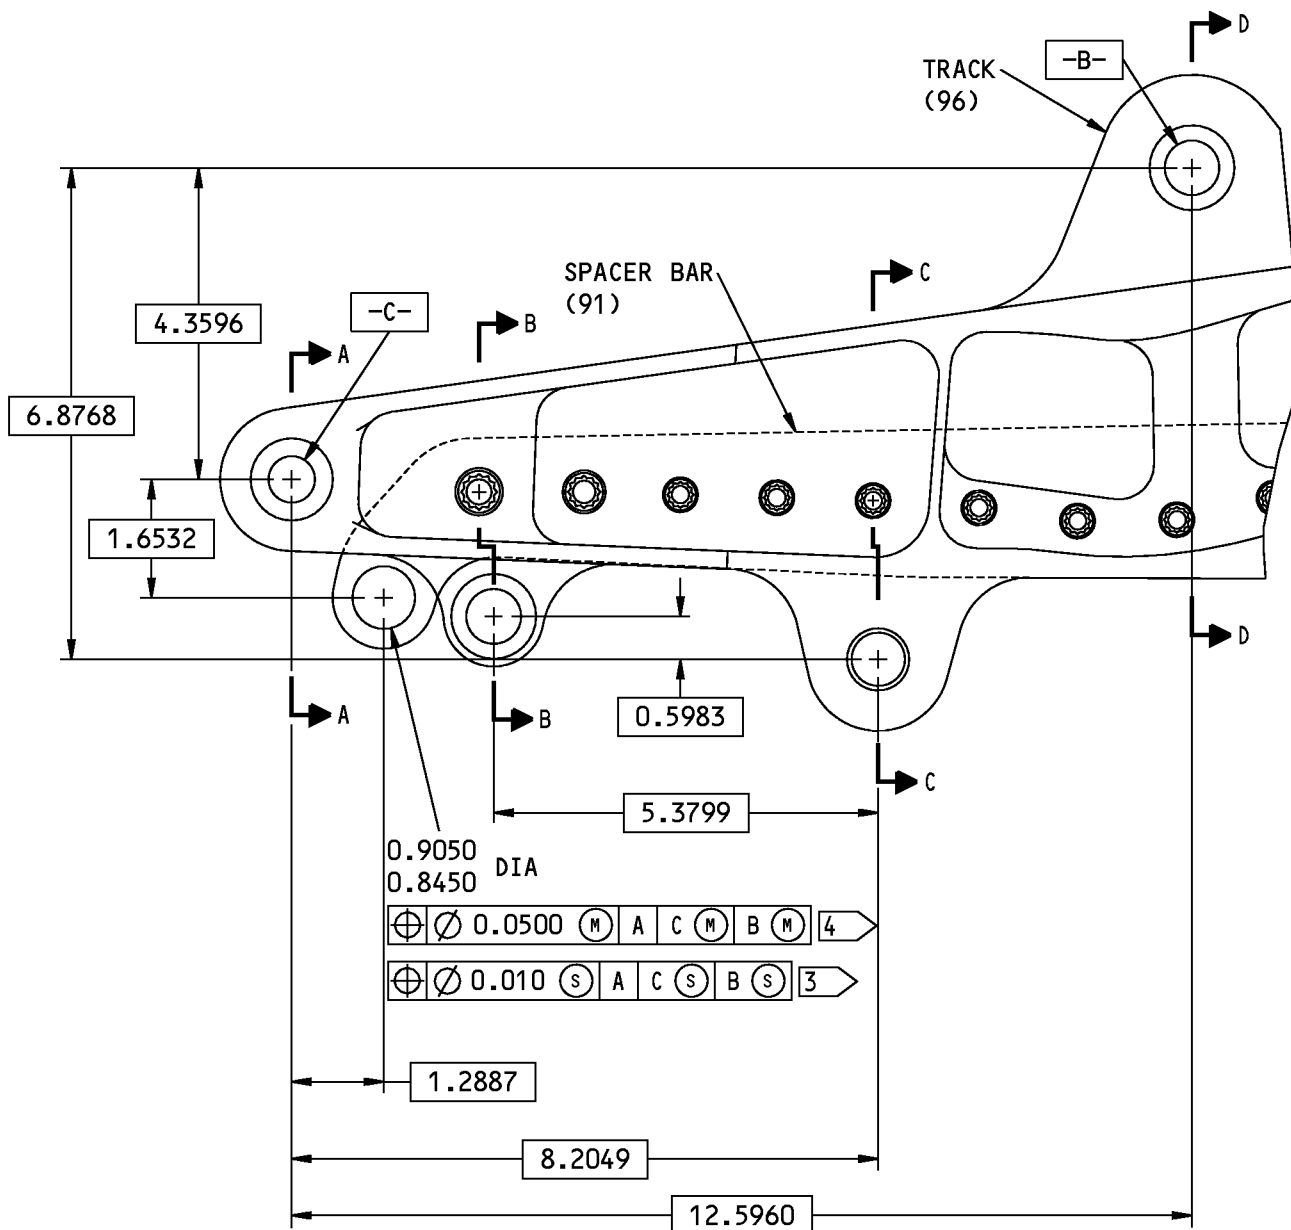 D
-B-
TRACK
(96)
SPACER BAR
(91)
C
4.3596
-C-
B
A
6.8768
1.6532
D
0.5983
A
B
C
5.3799
0.9050
0.8450
DIA
⌖ ∅ 0.0500 Ⓜ A C Ⓜ B Ⓜ 4
⌖ ∅ 0.010 Ⓢ A C Ⓢ B Ⓢ 3
1.2887
8.2049
12.5960